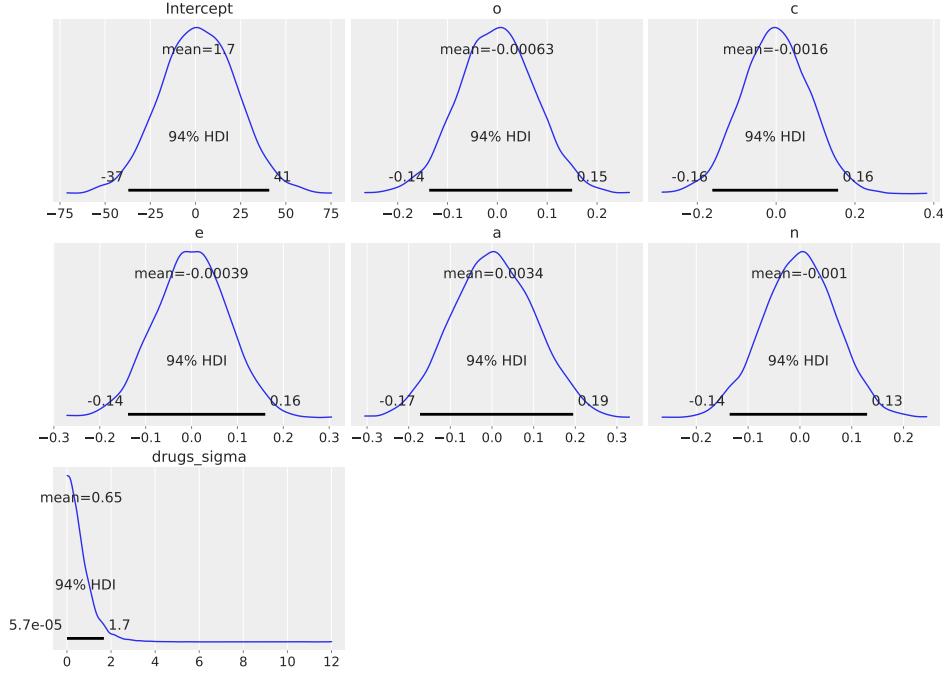 Intercept
mean=1.7
94% HDI
-37 41
−75 −50 −25 0 25 50 75
o
mean=-0.00063
94% HDI
-0.14 0.15
−0.2 −0.1 0.0 0.1 0.2
c
mean=-0.0016
94% HDI
-0.16 0.16
−0.2 0.0 0.2 0.4
e
mean=-0.00039
94% HDI
-0.14 0.16
−0.3 −0.2 −0.1 0.0 0.1 0.2 0.3
a
mean=0.0034
94% HDI
-0.17 0.19
−0.3 −0.2 −0.1 0.0 0.1 0.2 0.3
n
mean=-0.001
94% HDI
-0.14 0.13
−0.2 −0.1 0.0 0.1 0.2
drugs_sigma
mean=0.65
94% HDI
5.7e-05 1.7
0 2 4 6 8 10 12